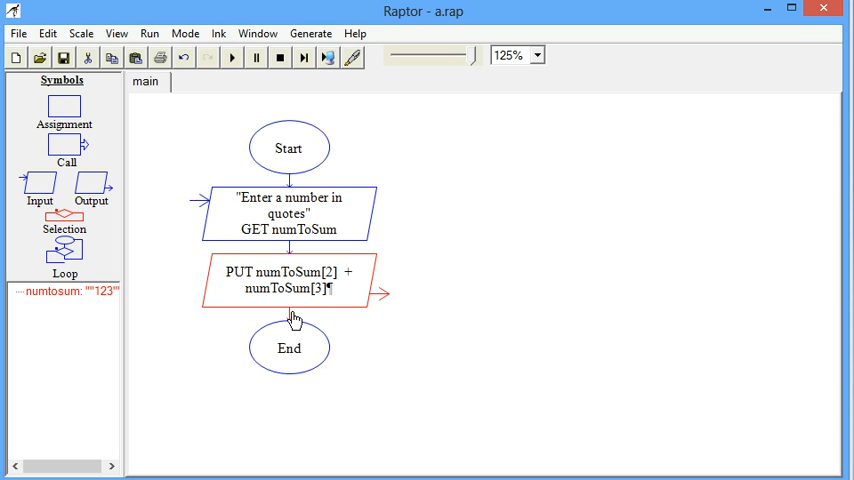 Raptor - a.rap
File Edit Scale View Run Mode Ink Window Generate Help
125%
Symbols
main
Assignment
Call
Input Output
Selection
Loop
numtosum: ""123"
Start
"Enter a number in
quotes"
GET numToSum
PUT numToSum[2] +
numToSum[3]¶
End